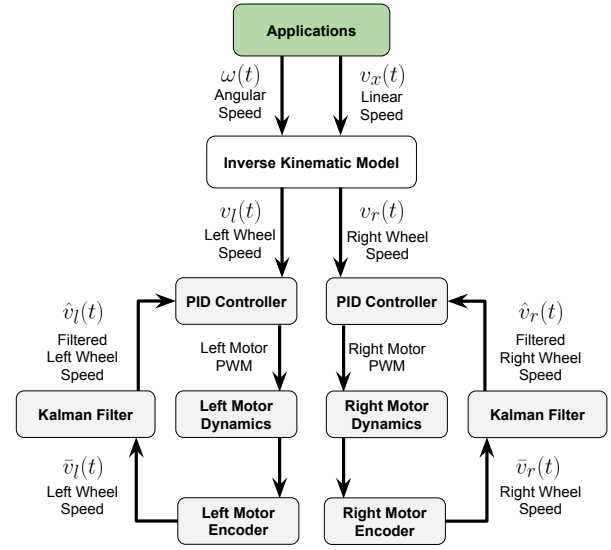 Applications
ω(t)
Angular
Speed
v_x(t)
Linear
Speed
Inverse Kinematic Model
v_l(t)
Left Wheel
Speed
v_r(t)
Right Wheel
Speed
PID Controller
PID Controller
v̂_l(t)
Filtered
Left Wheel
Speed
Left Motor
PWM
Right Motor
PWM
v̂_r(t)
Filtered
Right Wheel
Speed
Kalman Filter
Left Motor
Dynamics
Right Motor
Dynamics
Kalman Filter
v̄_l(t)
Left Wheel
Speed
Left Motor
Encoder
Right Motor
Encoder
v̄_r(t)
Right Wheel
Speed